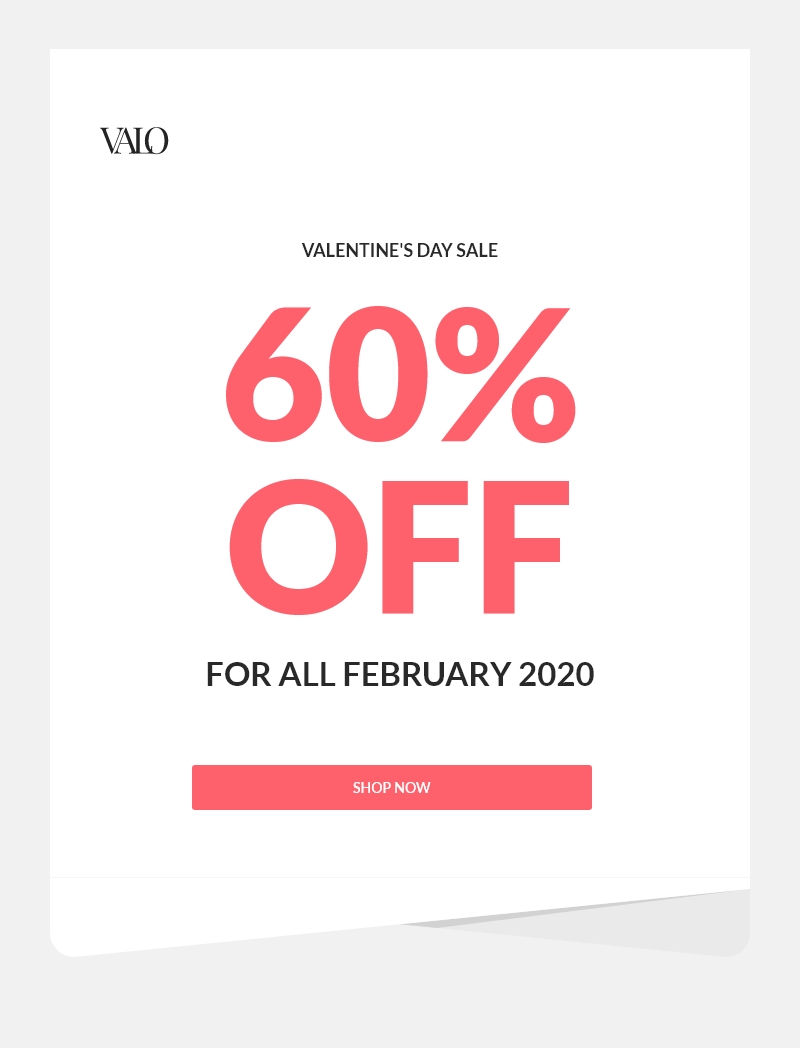 VALO
VALENTINE'S DAY SALE
60%
OFF
FOR ALL FEBRUARY 2020
SHOP NOW